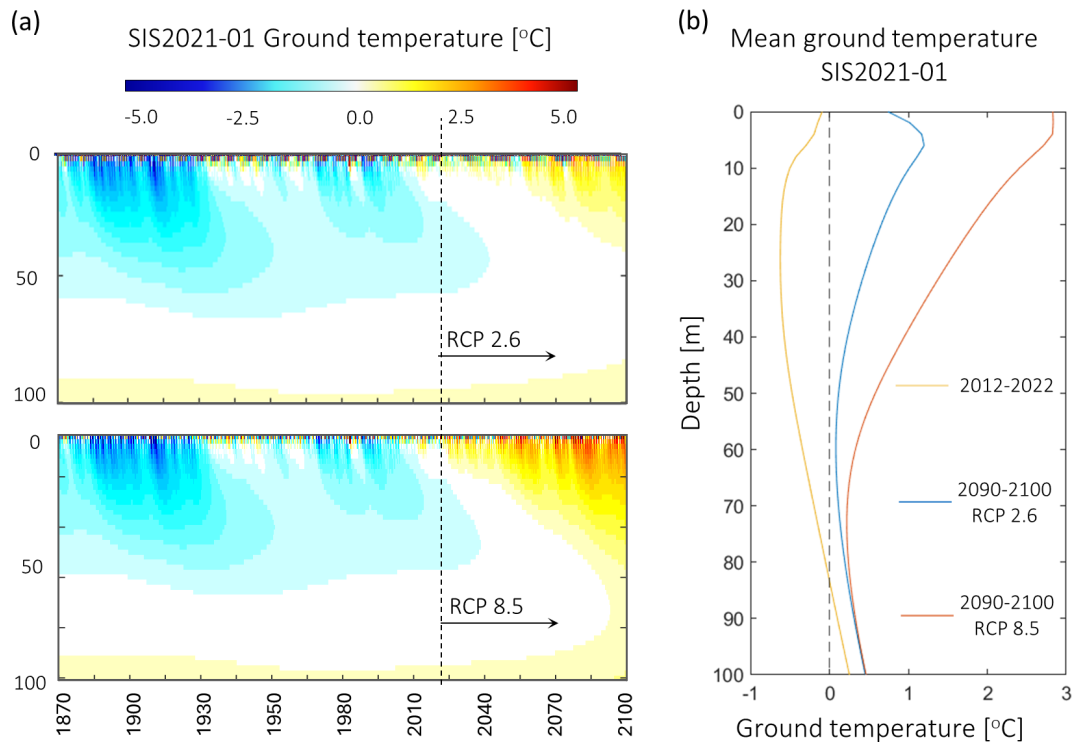 (a)
SIS2021-01 Ground temperature [°C]
-5.0 -2.5 0.0 2.5 5.0
0
50
100
RCP 2.6
0
50
100
RCP 8.5
1870 1900 1930 1980 2010 2040 2070 2100
(b)
Mean ground temperature
SIS2021-01
0
10
20
30
40
50
60
70
80
90
100
Depth [m]
2012-2022
2090-2100
RCP 2.6
2090-2100
RCP 8.5
-1 0 1 2 3
Ground temperature [°C]